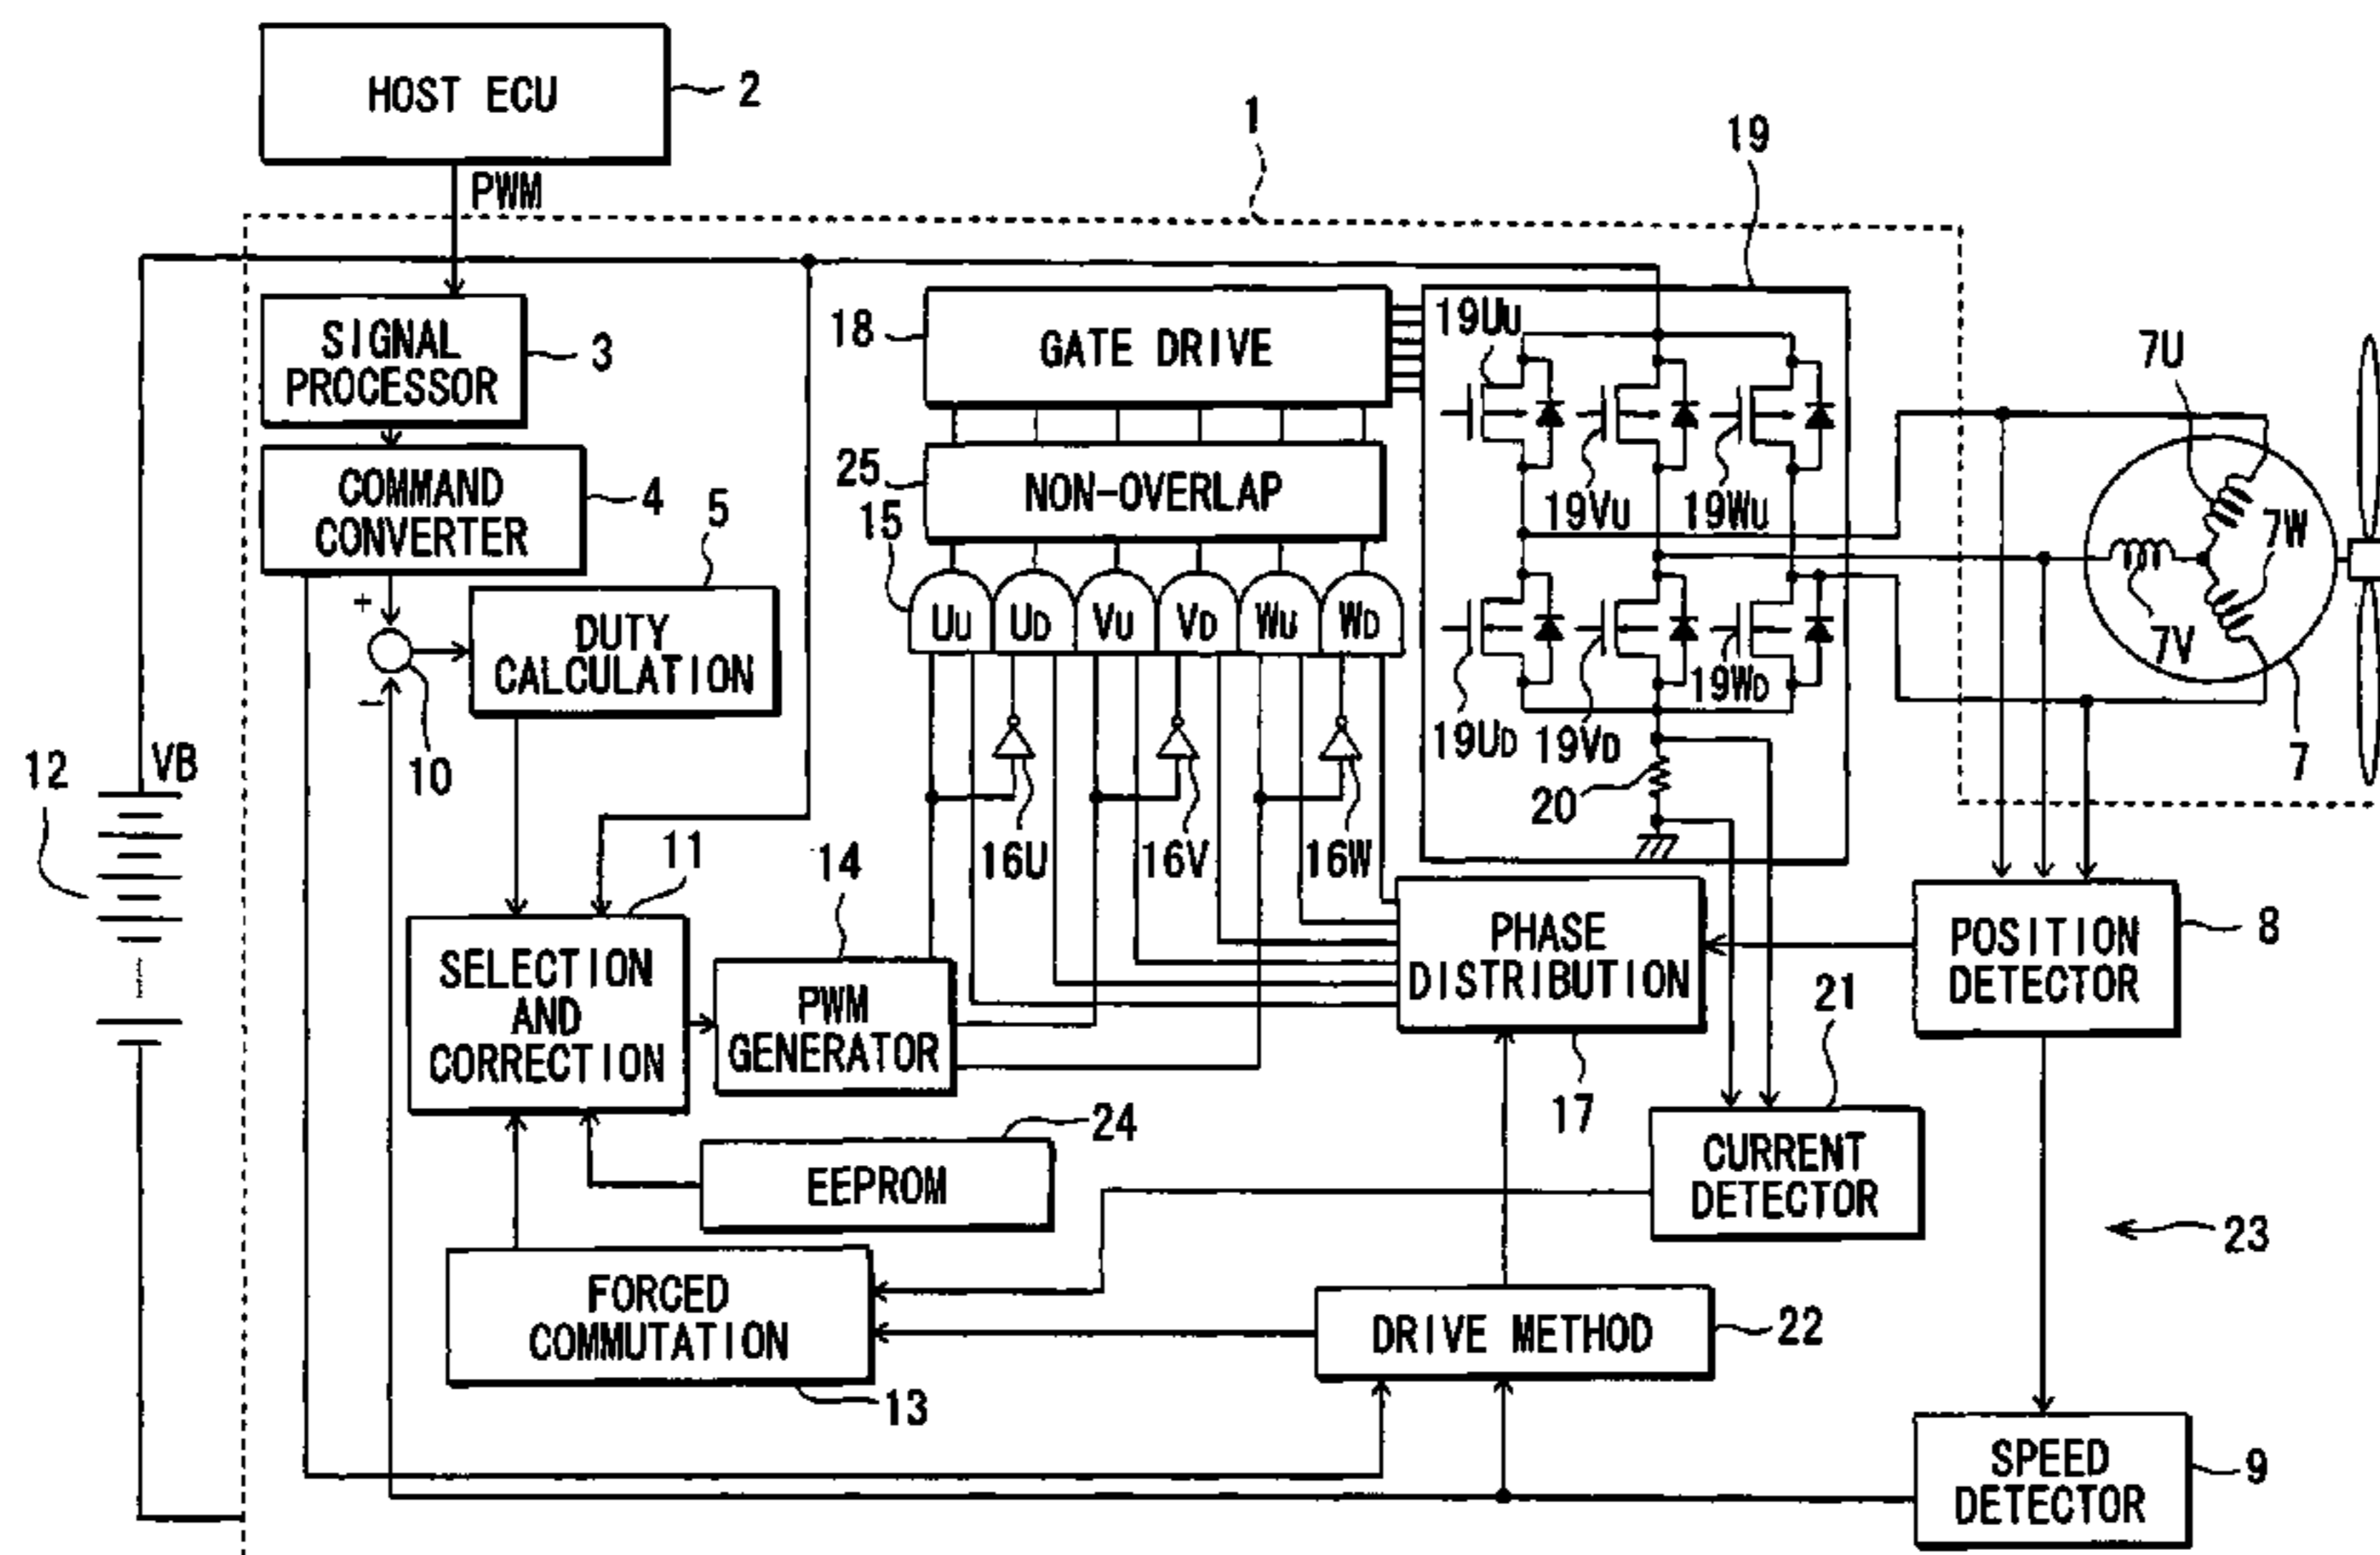 HOST ECU
2
PWM
1
19
SIGNAL
PROCESSOR
3
18
GATE DRIVE
19UU
7U
COMMAND
CONVERTER
4
5
25
NON-OVERLAP
15
19VU
19WU
7W
+
-
10
DUTY
CALCULATION
UU
UD
VU
VD
WU
WD
7V
19UD
19VD
19WD
7
12
VB
20
16U
16V
16W
11
14
SELECTION
AND
CORRECTION
PWM
GENERATOR
PHASE
DISTRIBUTION
17
POSITION
DETECTOR
8
21
CURRENT
DETECTOR
24
EEPROM
23
FORCED
COMMUTATION
13
DRIVE METHOD
22
SPEED
DETECTOR
9